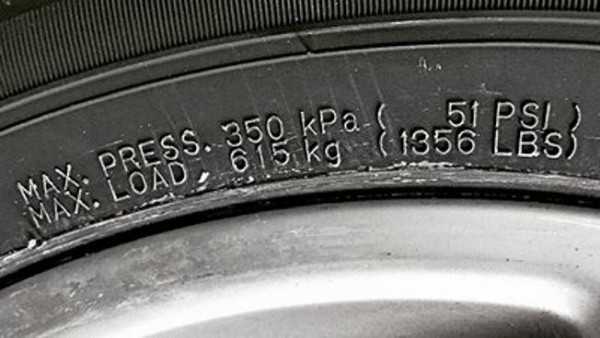 MAX. PRESS. 350 kPa ( 51 PSI )
MAX. LOAD 615 kg (1356 LBS)